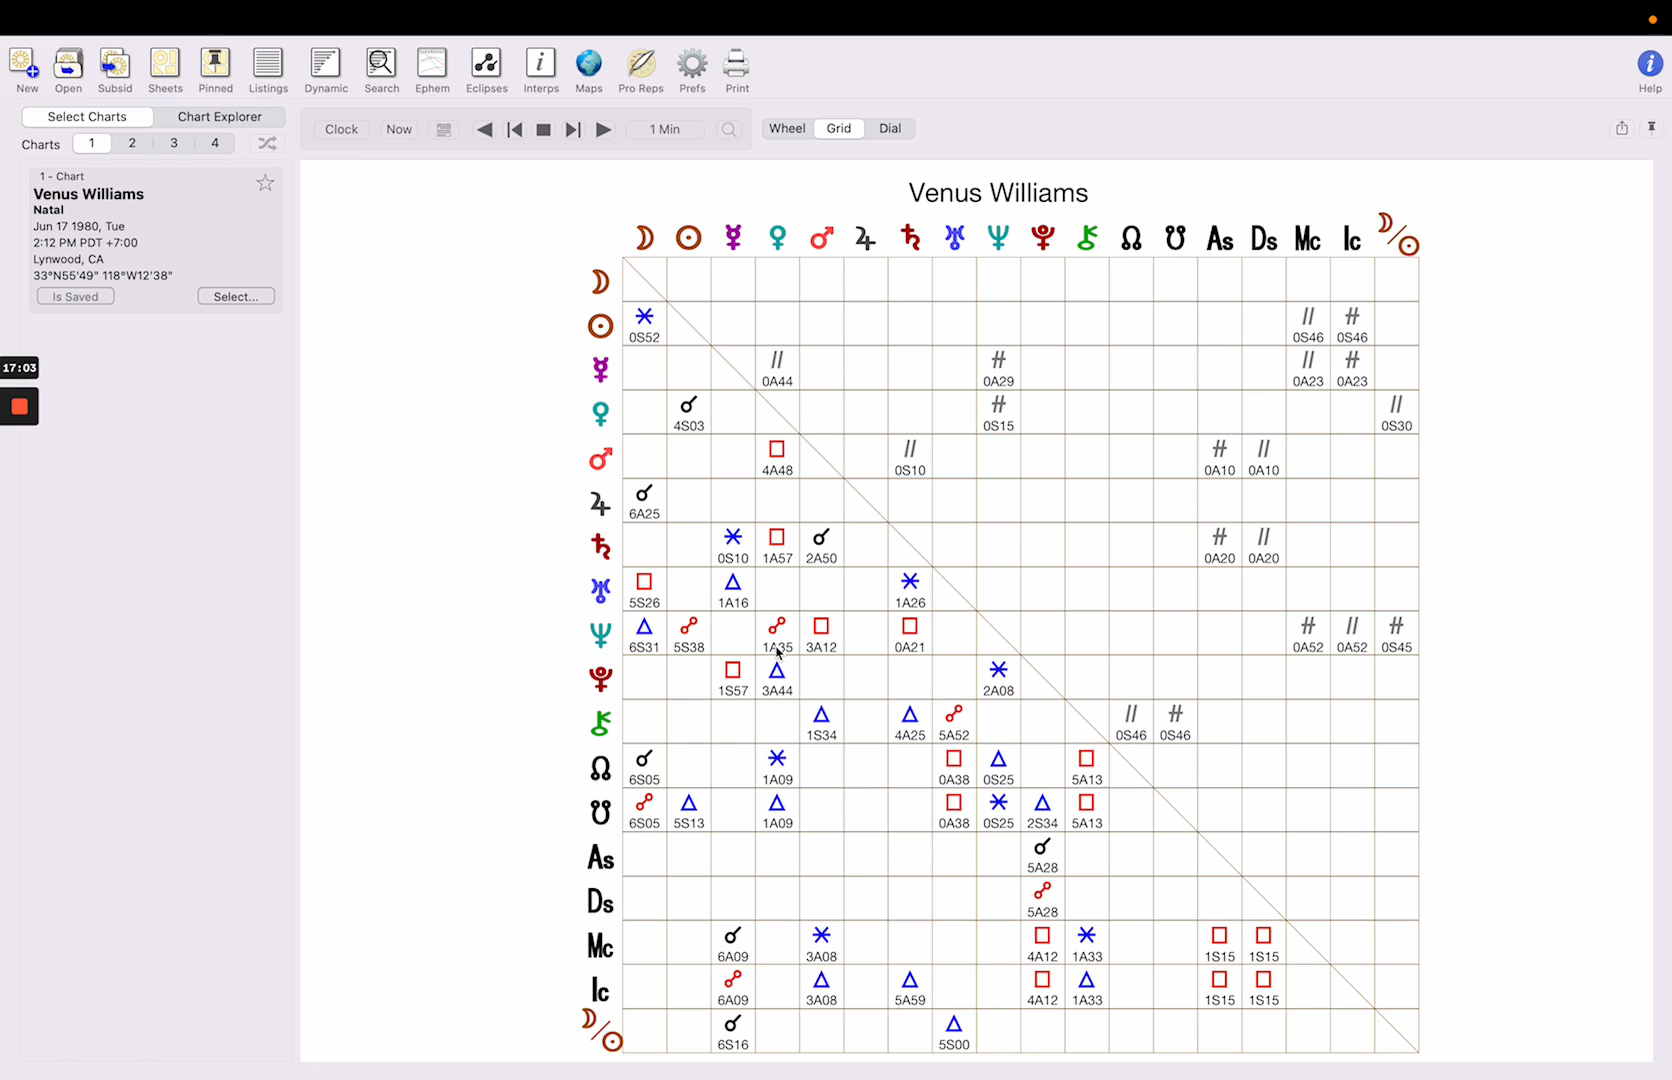 New Open Subsid Sheets Pinned Listings Dynamic Search Ephem Eclipses Interps Maps Pro Reps Prefs Print Help
Select Charts Chart Explorer
Charts 1 2 3 4
Clock Now 1 Min Wheel Grid Dial
1 - Chart
Venus Williams
Natal
Jun 17 1980, Tue
2:12 PM PDT +7:00
Lynwood, CA
33°N55'49" 118°W12'38"
Is Saved Select...
17:03
Venus Williams
☽ ☉ ☿ ♀ ♂ ♃ ♄ ♅ ♆ ♇ ⚷ ☊ ☋ As Ds Mc Ic ☽/☉
☽
☉ 0S52 // 0S46 # 0S46
☿ // 0A44 # 0A29 // 0A23 # 0A23
♀ 4S03 # 0S15 // 0S30
♂ 4A48 // 0S10 # 0A10 // 0A10
♃ 6A25
♄ 0S10 1A57 2A50 # 0A20 // 0A20
♅ 5S26 1A16 1A26
♆ 6S31 5S38 1A35 3A12 0A21 # 0A52 // 0A52 # 0S45
♇ 1S57 3A44 2A08
⚷ 1S34 4A25 5A52 // 0S46 # 0S46
☊ 6S05 1A09 0A38 0S25 5A13
☋ 6S05 5S13 1A09 0A38 0S25 2S34 5A13
As 5A28
Ds 5A28
Mc 6A09 3A08 4A12 1A33 1S15 1S15
Ic 6A09 3A08 5A59 4A12 1A33 1S15 1S15
☽/☉ 6S16 5S00